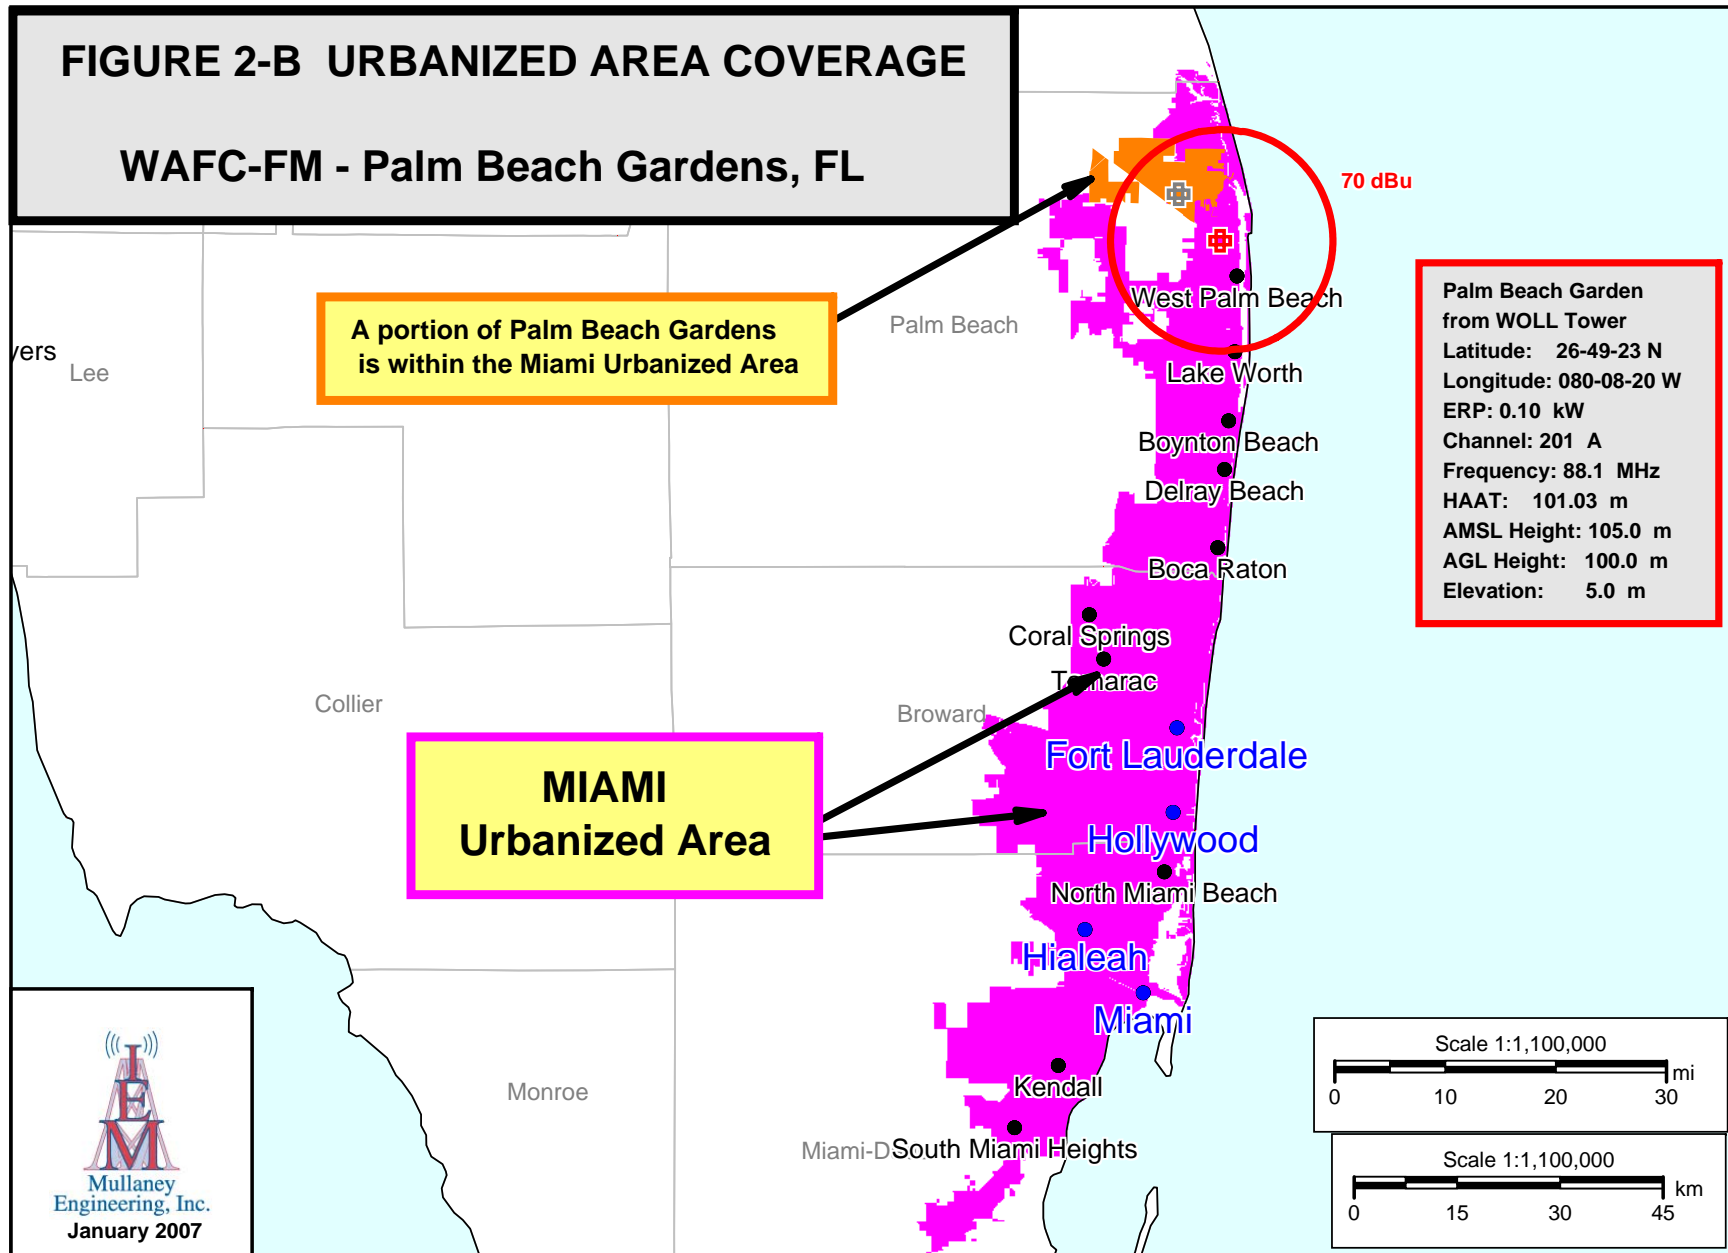 FIGURE 2-B  URBANIZED AREA COVERAGE
WAFC-FM - Palm Beach Gardens, FL
70 dBu
A portion of Palm Beach Gardens
is within the Miami Urbanized Area
Palm Beach Garden
from WOLL Tower
Latitude: 26-49-23 N
Longitude: 080-08-20 W
ERP: 0.10 kW
Channel: 201 A
Frequency: 88.1 MHz
HAAT: 101.03 m
AMSL Height: 105.0 m
AGL Height: 100.0 m
Elevation: 5.0 m
West Palm Beach
Palm Beach
yers
Lee
Lake Worth
Boynton Beach
Delray Beach
Boca Raton
Coral Springs
Collier
Broward
Fort Lauderdale
MIAMI
Urbanized Area
Hollywood
North Miami Beach
Hialeah
Miami
Kendall
Monroe
South Miami Heights
IEM
Mullaney
Engineering, Inc.
January 2007
Scale 1:1,100,000
mi
0 10 20 30
Scale 1:1,100,000
km
0 15 30 45